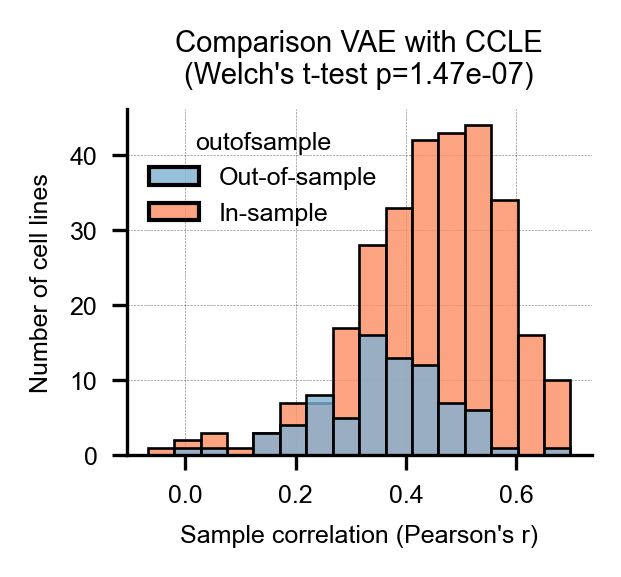 Comparison VAE with CCLE
(Welch's t-test p=1.47e-07)
outofsample
Out-of-sample
In-sample
Number of cell lines
40
30
20
10
0
0.0
0.2
0.4
0.6
Sample correlation (Pearson's r)